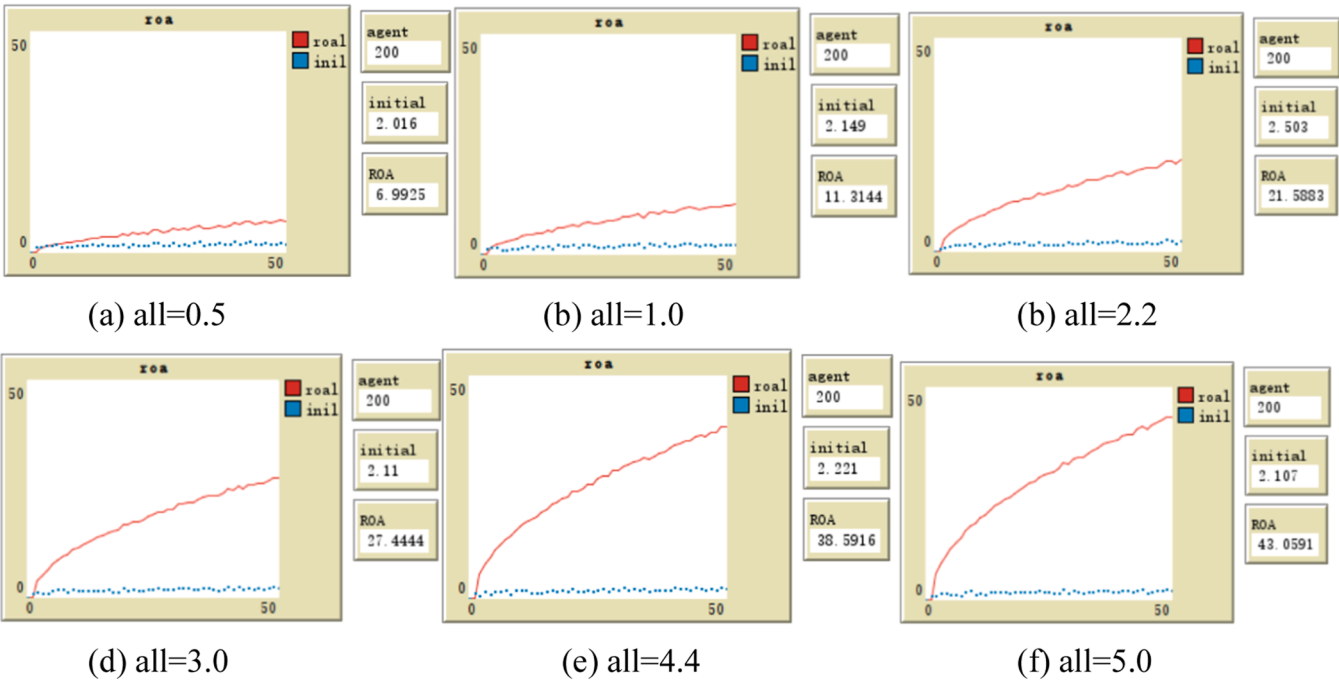 roa
50
roal
inil
0
0
50
agent
200
initial
2.016
ROA
6.9925
(a) all=0.5
roa
50
roal
inil
0
0
50
agent
200
initial
2.149
ROA
11.3144
(b) all=1.0
roa
50
roal
inil
0
0
50
agent
200
initial
2.503
ROA
21.5883
(b) all=2.2
roa
50
roal
inil
0
0
50
agent
200
initial
2.11
ROA
27.4444
(d) all=3.0
roa
50
roal
inil
0
0
50
agent
200
initial
2.221
ROA
38.5916
(e) all=4.4
roa
50
roal
inil
0
0
50
agent
200
initial
2.107
ROA
43.0591
(f) all=5.0